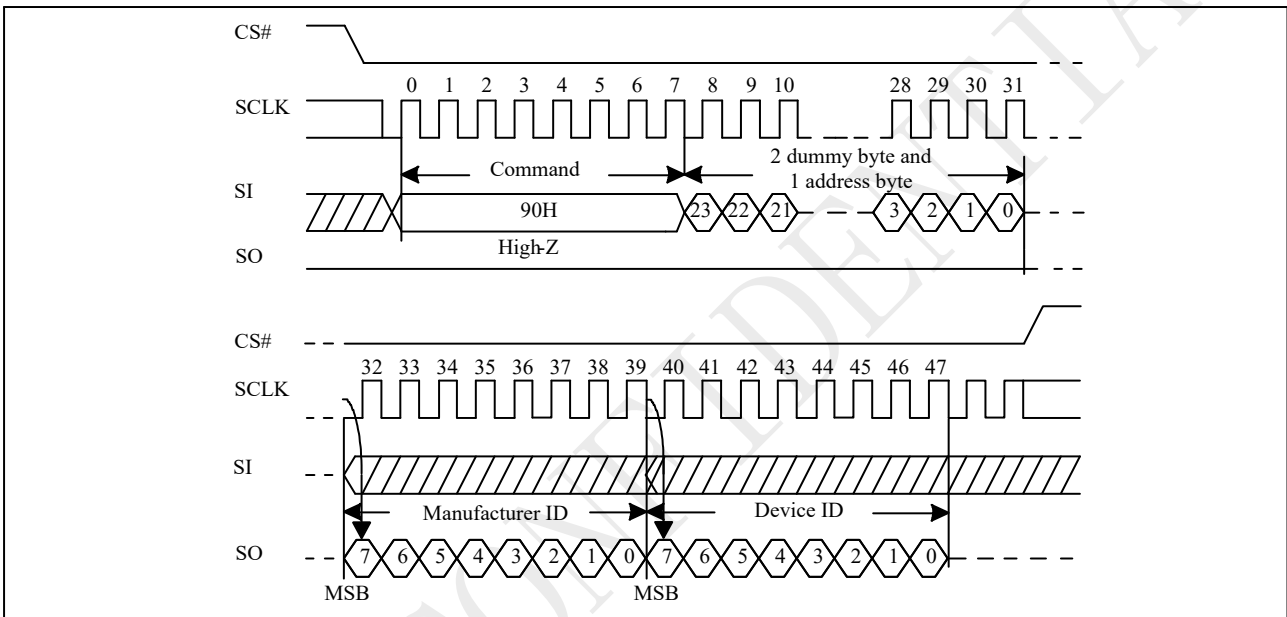 CS#
0 1 2 3 4 5 6 7 8 9 10 28 29 30 31
SCLK
Command
2 dummy byte and
1 address byte
SI
90H
23 22 21 3 2 1 0
High-Z
SO
CS#
32 33 34 35 36 37 38 39 40 41 42 43 44 45 46 47
SCLK
SI
Manufacturer ID
Device ID
SO
7 6 5 4 3 2 1 0 7 6 5 4 3 2 1 0
MSB MSB
CONFIDENTIA